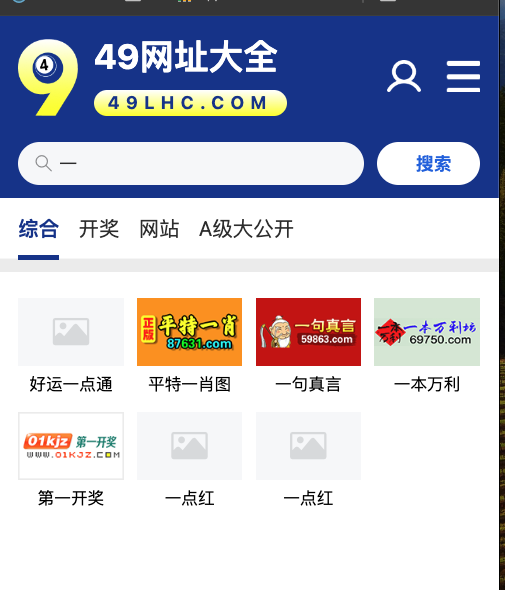 4
49网址大全
49LHC.COM
一
搜索
综合 开奖 网站 A级大公开
正版 平特一肖
87631.com
一句真言
59863.com
一本 一本万利坊
万利 69750.com
好运一点通 平特一肖图 一句真言 一本万利
01kjz 第一开奖
WWW.01KJZ.COM
第一开奖 一点红 一点红